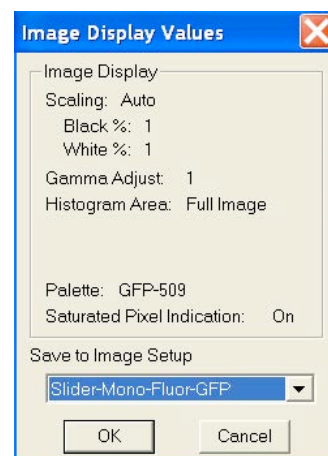 Image Display Values
Image Display
Scaling: Auto
Black %: 1
White %: 1
Gamma Adjust: 1
Histogram Area: Full Image
Palette: GFP-509
Saturated Pixel Indication: On
Save to Image Setup
Slider-Mono-Fluor-GFP
OK Cancel